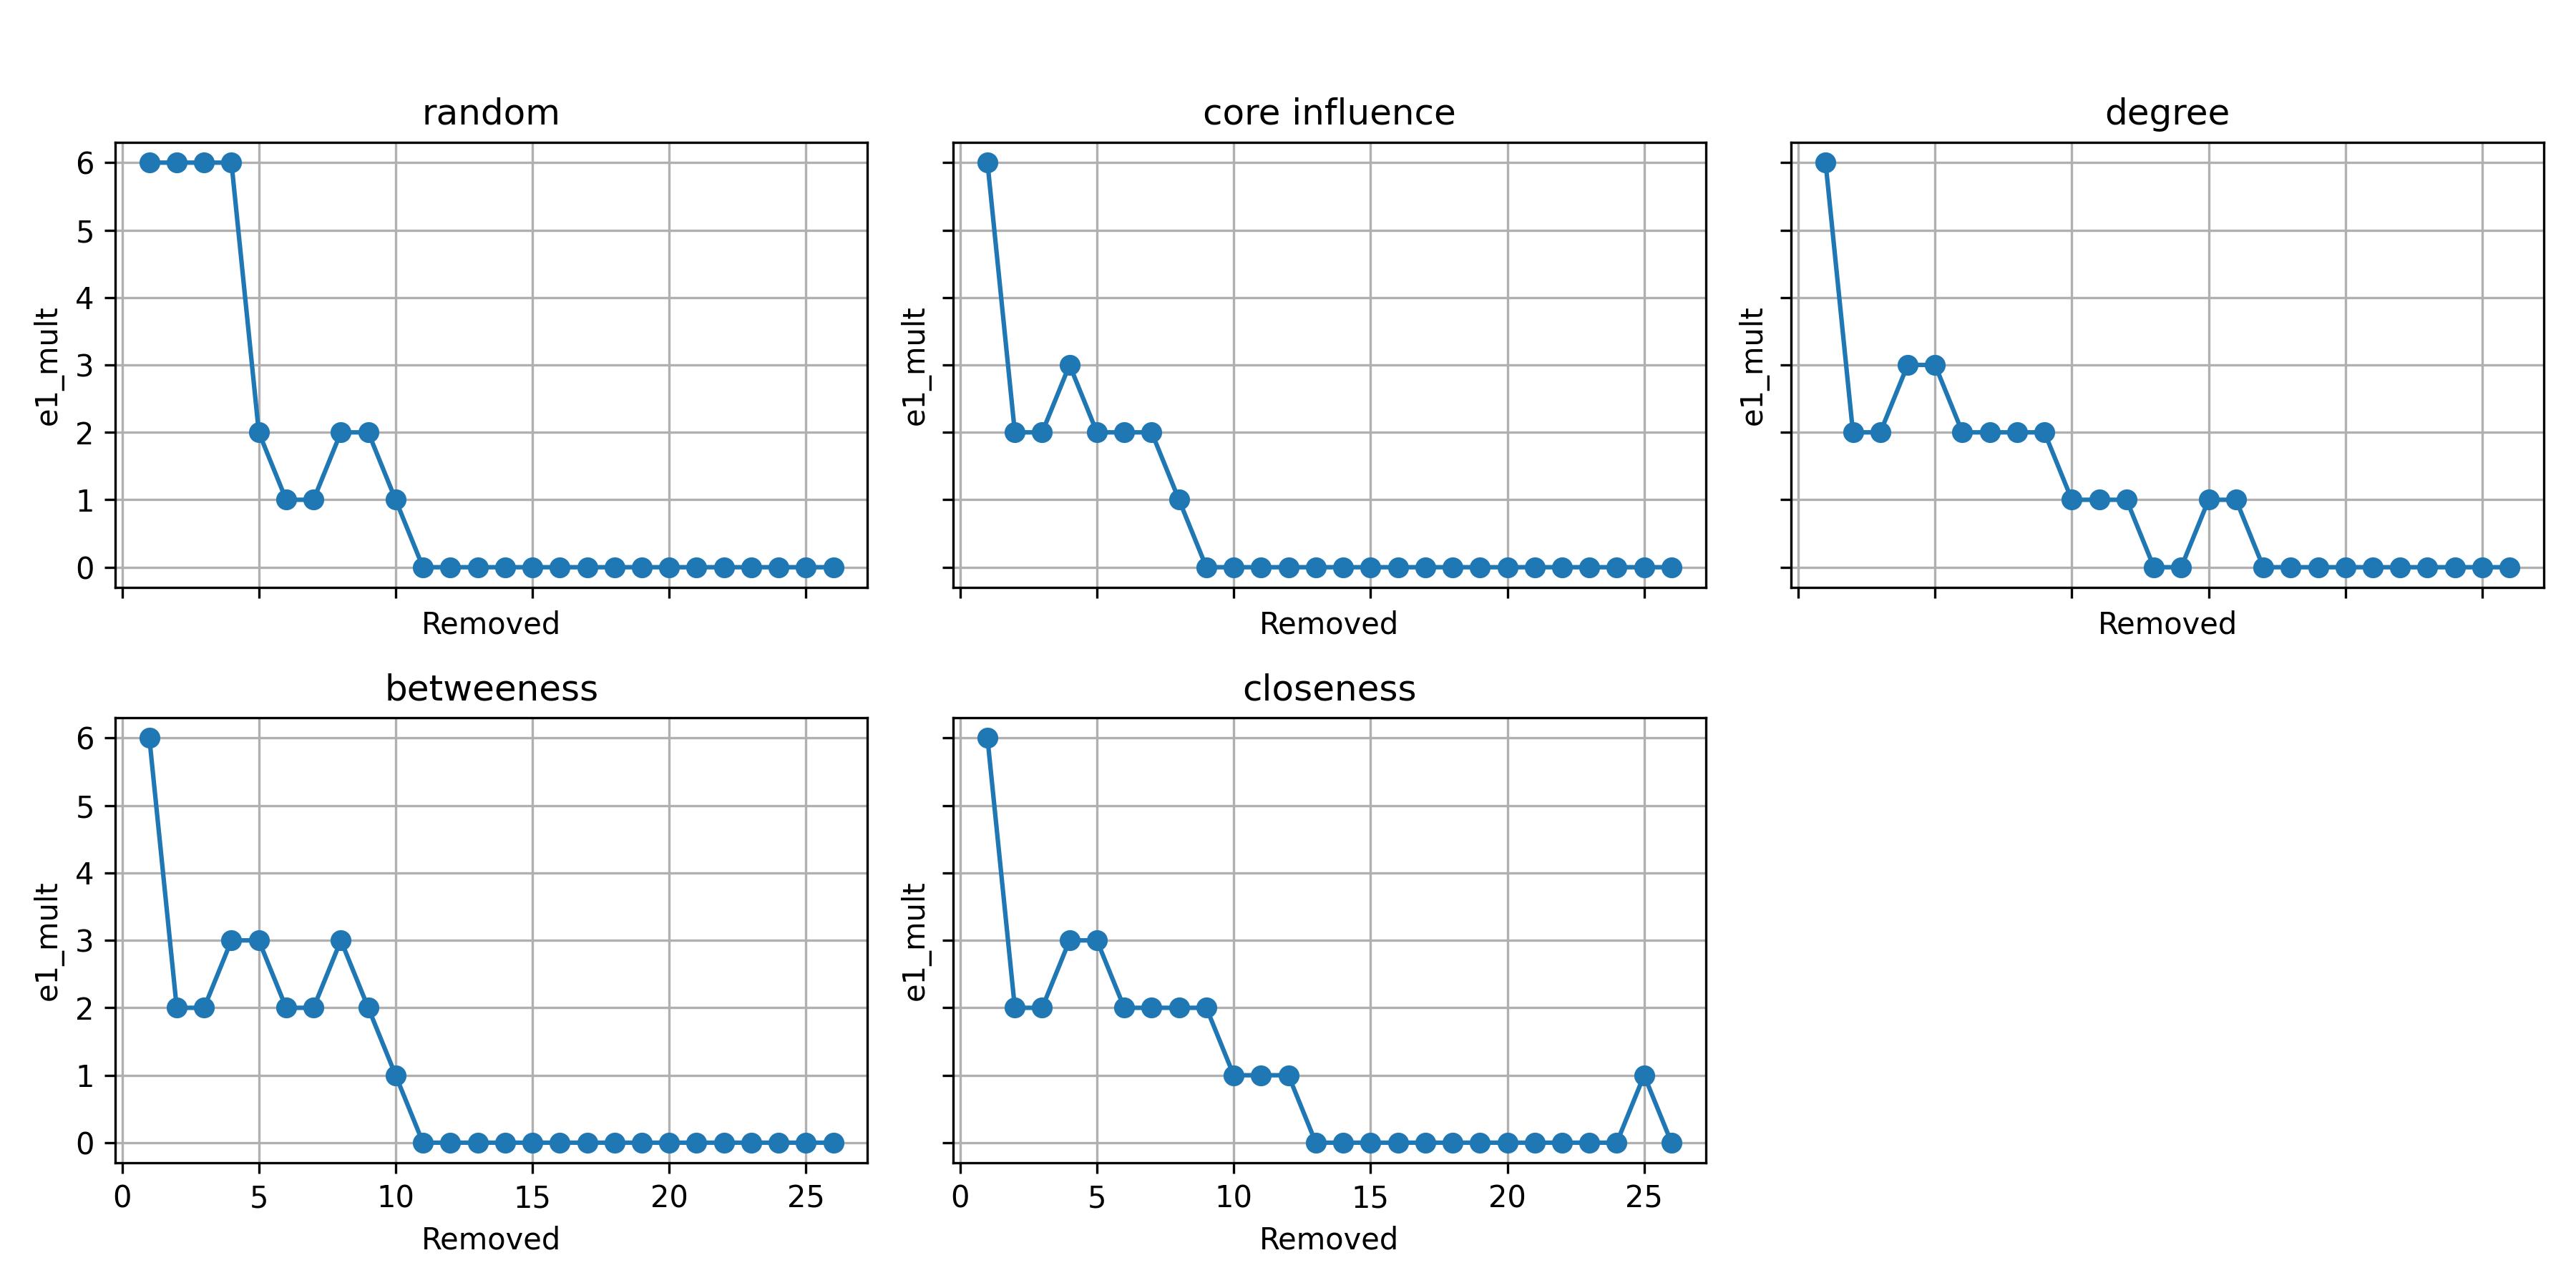 random
core influence
degree
6
5
4
3
2
1
0
e1_mult
e1_mult
e1_mult
Removed
Removed
Removed
betweeness
closeness
6
5
4
3
2
1
0
e1_mult
e1_mult
0 5 10 15 20 25
0 5 10 15 20 25
Removed
Removed